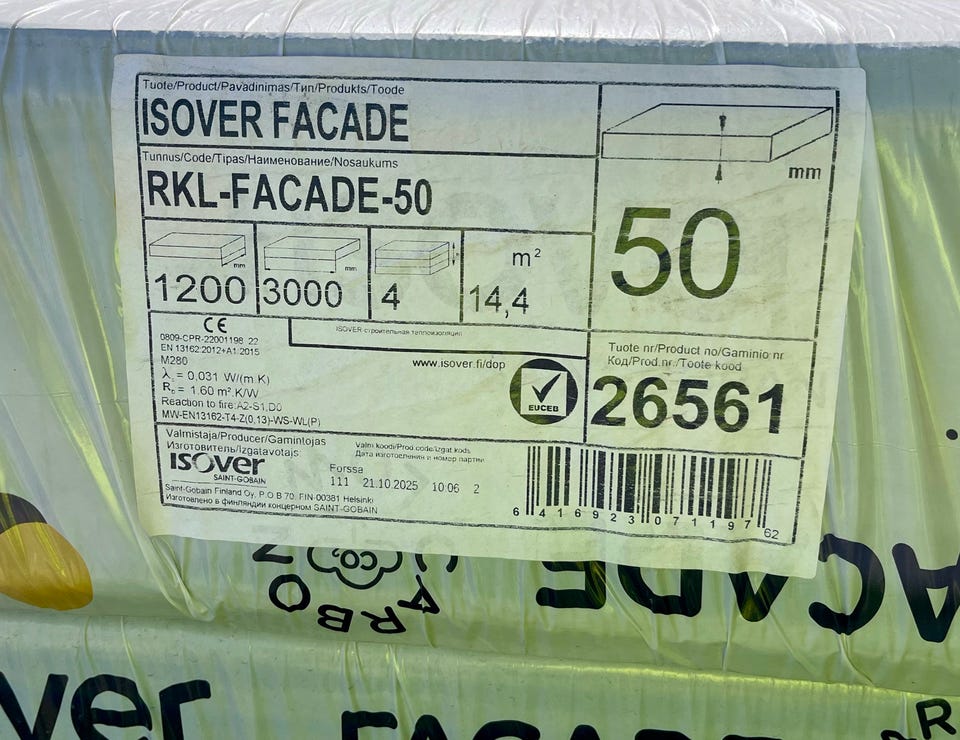 Tuote/Product/Pavadinimas/Тип/Produkts/Toode
ISOVER FACADE
Tunnus/Code/Tipas/Наименование/Nosaukums
RKL-FACADE-50
mm
50
mm
1200
mm
3000
4
m²
14,4
CE
0809-CPR-22001198 22
EN 13162:2012+A1:2015
M280
= 0,031 W/(m.K)
= 1.60 m².K/W
Reaction to fire:A2-S1,D0
MW-EN13162-T4-Z(0,13)-WS-WL(P)
ISOVER строительная теплоизоляция
www.isover.fi/dop
EUCEB
Tuote nr/Product no/Gaminio nr
Код/Prod.nr./Toote kood
26561
Valmistaja/Producer/Gamintojas
Изготовитель/Izgatavotajs
isover
SAINT-GOBAIN
Saint-Gobain Finland Oy, P.O.B 70. FIN-00381 Helsinki
Изготовлено в финляндии концерном SAINT-GOBAIN
Valm.koodi/Prod.code/Izgat.kods
Дата изготовления и номер партии
Forssa
111 21.10.2025 10:06 2
6 416923 071197
62
CO₂
RBO
FACADE